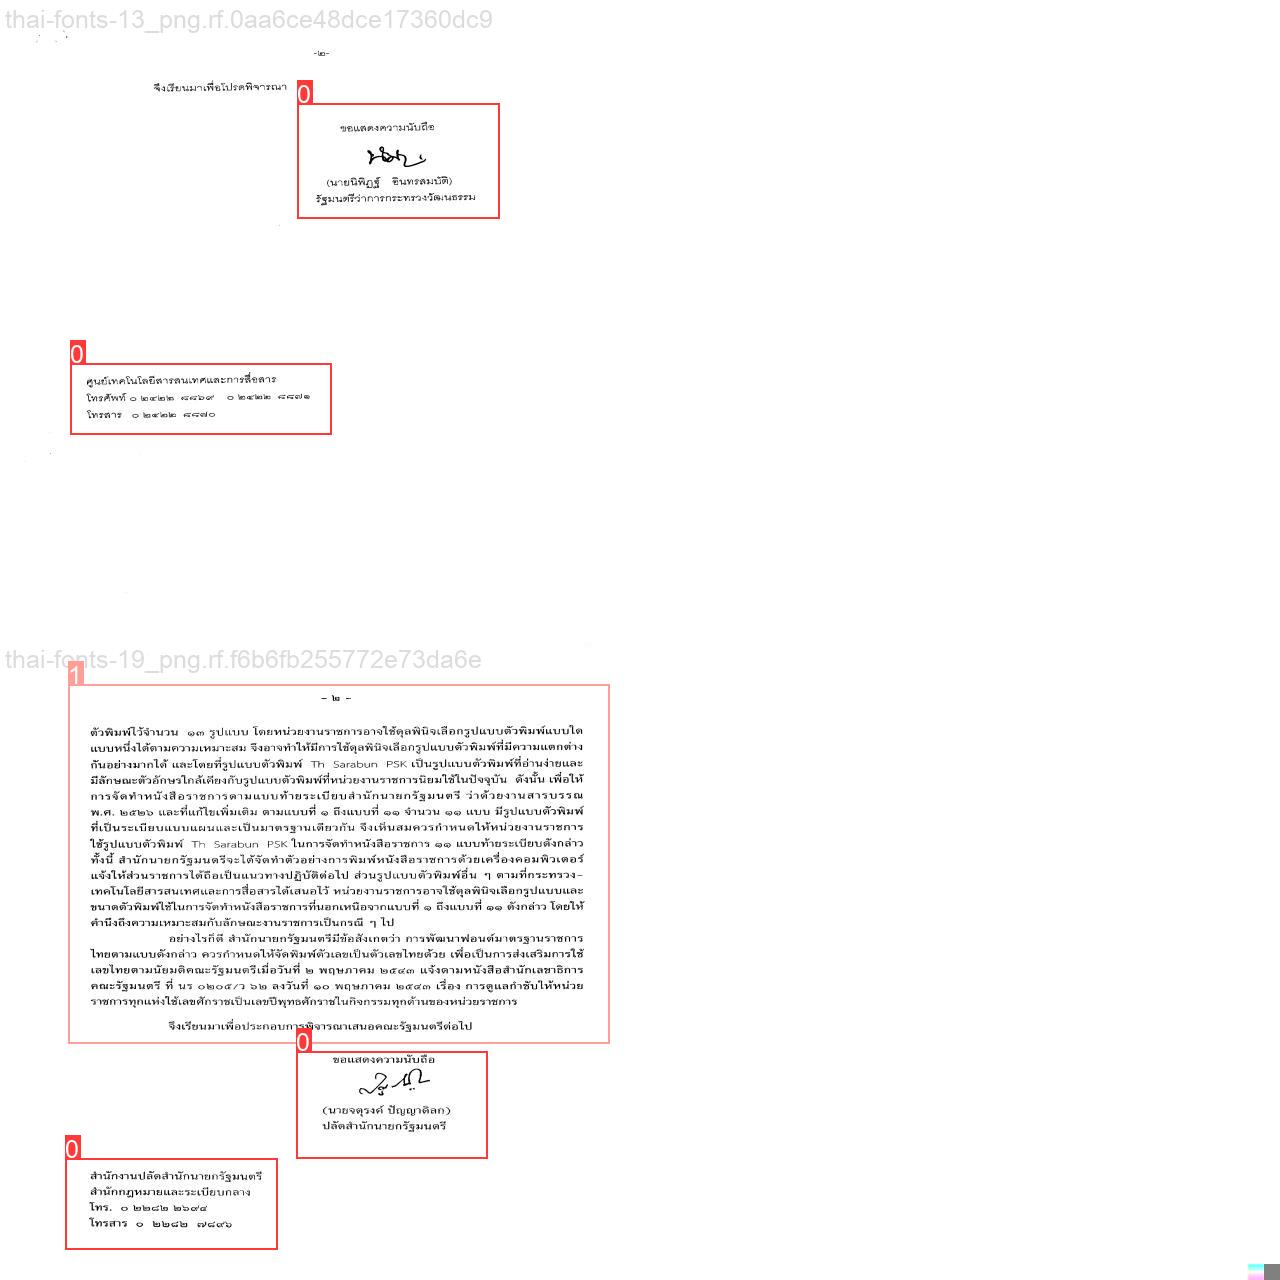 thai-fonts-13_png.rf.0aa6ce48dce17360dc9
-๒-
จึงเรียนมาเพื่อโปรดพิจารณา
0
ขอแสดงความนับถือ
(นายนิพิฏฐ์ อินทรสมบัติ)
รัฐมนตรีว่าการกระทรวงวัฒนธรรม
0
ศูนย์เทคโนโลยีสารสนเทศและการสื่อสาร
โทรศัพท์ ๐ ๒๔๒๒ ๘๘๖๙ ๐ ๒๔๒๒ ๘๘๗๑
โทรสาร ๐ ๒๔๒๒ ๘๘๗๐
thai-fonts-19_png.rf.f6b6fb255772e73da6e
1
- ๒ -
ตัวพิมพ์ไว้จำนวน ๑๓ รูปแบบ โดยหน่วยงานราชการอาจใช้ดุลพินิจเลือกรูปแบบตัวพิมพ์แบบใด
แบบหนึ่งได้ตามความเหมาะสม จึงอาจทำให้มีการใช้ดุลพินิจเลือกรูปแบบตัวพิมพ์ที่มีความแตกต่าง
กันอย่างมากได้ และโดยที่รูปแบบตัวพิมพ์ Th Sarabun PSK เป็นรูปแบบตัวพิมพ์ที่อ่านง่ายและ
มีลักษณะตัวอักษรใกล้เคียงกับรูปแบบตัวพิมพ์ที่หน่วยงานราชการนิยมใช้ในปัจจุบัน ดังนั้น เพื่อให้
การจัดทำหนังสือราชการตามแบบท้ายระเบียบสำนักนายกรัฐมนตรี ว่าด้วยงานสารบรรณ
พ.ศ. ๒๕๒๖ และที่แก้ไขเพิ่มเติม ตามแบบที่ ๑ ถึงแบบที่ ๑๑ จำนวน ๑๑ แบบ มีรูปแบบตัวพิมพ์
ที่เป็นระเบียบแบบแผนและเป็นมาตรฐานเดียวกัน จึงเห็นสมควรกำหนดให้หน่วยงานราชการ
ใช้รูปแบบตัวพิมพ์ Th Sarabun PSK ในการจัดทำหนังสือราชการ ๑๑ แบบท้ายระเบียบดังกล่าว
ทั้งนี้ สำนักนายกรัฐมนตรีจะได้จัดทำตัวอย่างการพิมพ์หนังสือราชการด้วยเครื่องคอมพิวเตอร์
แจ้งให้ส่วนราชการได้ถือเป็นแนวทางปฏิบัติต่อไป ส่วนรูปแบบตัวพิมพ์อื่น ๆ ตามที่กระทรวง-
เทคโนโลยีสารสนเทศและการสื่อสารได้เสนอไว้ หน่วยงานราชการอาจใช้ดุลพินิจเลือกรูปแบบและ
ขนาดตัวพิมพ์ใช้ในการจัดทำหนังสือราชการที่นอกเหนือจากแบบที่ ๑ ถึงแบบที่ ๑๑ ดังกล่าว โดยให้
คำนึงถึงความเหมาะสมกับลักษณะงานราชการเป็นกรณี ๆ ไป
อย่างไรก็ดี สำนักนายกรัฐมนตรีมีข้อสังเกตว่า การพัฒนาฟอนต์มาตรฐานราชการ
ไทยตามแบบดังกล่าว ควรกำหนดให้จัดพิมพ์ตัวเลขเป็นตัวเลขไทยด้วย เพื่อเป็นการส่งเสริมการใช้
เลขไทยตามนัยมติคณะรัฐมนตรีเมื่อวันที่ ๒ พฤษภาคม ๒๕๔๓ แจ้งตามหนังสือสำนักเลขาธิการ
คณะรัฐมนตรี ที่ นร ๐๒๐๕/ว ๖๒ ลงวันที่ ๑๐ พฤษภาคม ๒๕๔๓ เรื่อง การดูแลกำชับให้หน่วย
ราชการทุกแห่งใช้เลขศักราชเป็นเลขปีพุทธศักราชในกิจกรรมทุกด้านของหน่วยราชการ
จึงเรียนมาเพื่อประกอบการพิจารณาเสนอคณะรัฐมนตรีต่อไป
0
ขอแสดงความนับถือ
(นายจตุรงค์ ปัญญาดิลก)
ปลัดสำนักนายกรัฐมนตรี
0
สำนักงานปลัดสำนักนายกรัฐมนตรี
สำนักกฎหมายและระเบียบกลาง
โทร. ๐ ๒๒๘๒ ๒๖๙๔
โทรสาร ๐ ๒๒๘๒ ๗๘๙๖